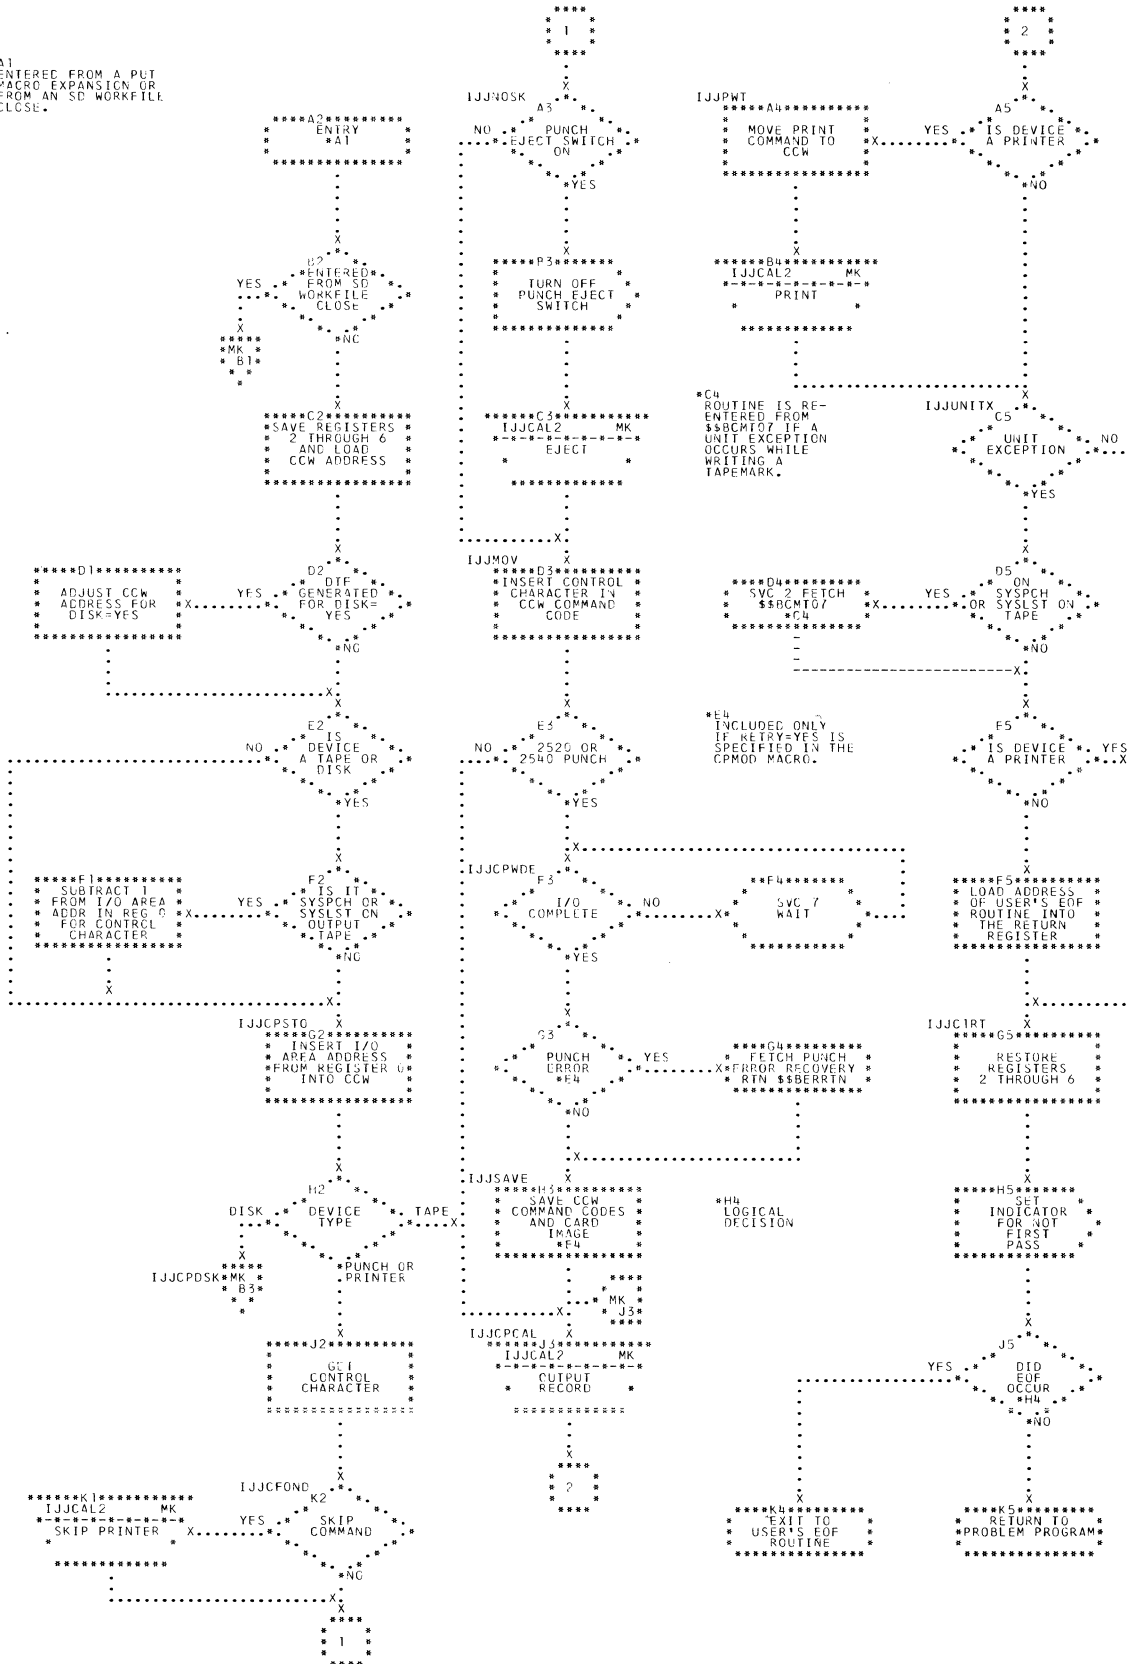 A1
ENTERED FROM A PUT
MACRO EXPANSION OR
FROM AN SD WORKFILE
CLOSE.
A2
ENTRY
*A1
B2
ENTERED
FROM SD
WORKFILE
CLOSE
YES
NO
MK
B1
C2
SAVE REGISTERS
2 THROUGH 6
AND LOAD
CCW ADDRESS
D1
ADJUST CCW
ADDRESS FOR
DISK=YES
D2
DTF
GENERATED
FOR DISK=
YES
YES
NO
E2
IS
DEVICE
A TAPE OR
DISK
NO
YES
F1
SUBTRACT 1
FROM I/O AREA
ADDR IN REG 0
FOR CONTROL
CHARACTER
F2
IS IT
SYSPCH OR
SYSLST ON
OUTPUT
TAPE
YES
NO
IJJCPSTO
G2
INSERT I/O
AREA ADDRESS
FROM REGISTER 0
INTO CCW
H2
DEVICE
TYPE
DISK
TAPE
PUNCH OR
PRINTER
IJJCPDSK
MK
B3
J2
GET
CONTROL
CHARACTER
IJJCFOND
K1
IJJCAL2 MK
SKIP PRINTER
K2
SKIP
COMMAND
YES
NO
1
1
IJJNOSK
A3
PUNCH
EJECT SWITCH
ON
NO
YES
B3
TURN OFF
PUNCH EJECT
SWITCH
C3
IJJCAL2 MK
EJECT
IJJMOV
D3
INSERT CONTROL
CHARACTER IN
CCW COMMAND
CODE
E3
2520 OR
2540 PUNCH
NO
YES
IJJCPWDE
F3
I/O
COMPLETE
NO
YES
F4
SVC 7
WAIT
G3
PUNCH
ERROR
*E4
YES
NO
G4
FETCH PUNCH
ERROR RECOVERY
RTN $$BERRTN
IJJSAVE
H3
SAVE CCW
COMMAND CODES
AND CARD
IMAGE
*E4
MK
J3
IJJCPCAL
J3
IJJCAL2 MK
OUTPUT
RECORD
2
2
IJJPWT
A4
MOVE PRINT
COMMAND TO
CCW
A5
IS DEVICE
A PRINTER
YES
NO
B4
IJJCAL2 MK
PRINT
*C4
ROUTINE IS RE-
ENTERED FROM
$$BCMT07 IF A
UNIT EXCEPTION
OCCURS WHILE
WRITING A
TAPEMARK.
IJJUNITX
C5
UNIT
EXCEPTION
NO
YES
D4
SVC 2 FETCH
$$BCMT07
*C4
D5
ON
SYSPCH
OR SYSLST ON
TAPE
YES
NO
*E4
INCLUDED ONLY
IF RETRY=YES IS
SPECIFIED IN THE
CPMOD MACRO.
E5
IS DEVICE
A PRINTER
YES
NO
F5
LOAD ADDRESS
OF USER'S EOF
ROUTINE INTO
THE RETURN
REGISTER
IJJC1RT
G5
RESTORE
REGISTERS
2 THROUGH 6
*H4
LOGICAL
DECISION
H5
SET
INDICATOR
FOR NOT
FIRST
PASS
J5
DID
EOF
OCCUR
*H4
YES
NO
K4
EXIT TO
USER'S EOF
ROUTINE
K5
RETURN TO
PROBLEM PROGRAM